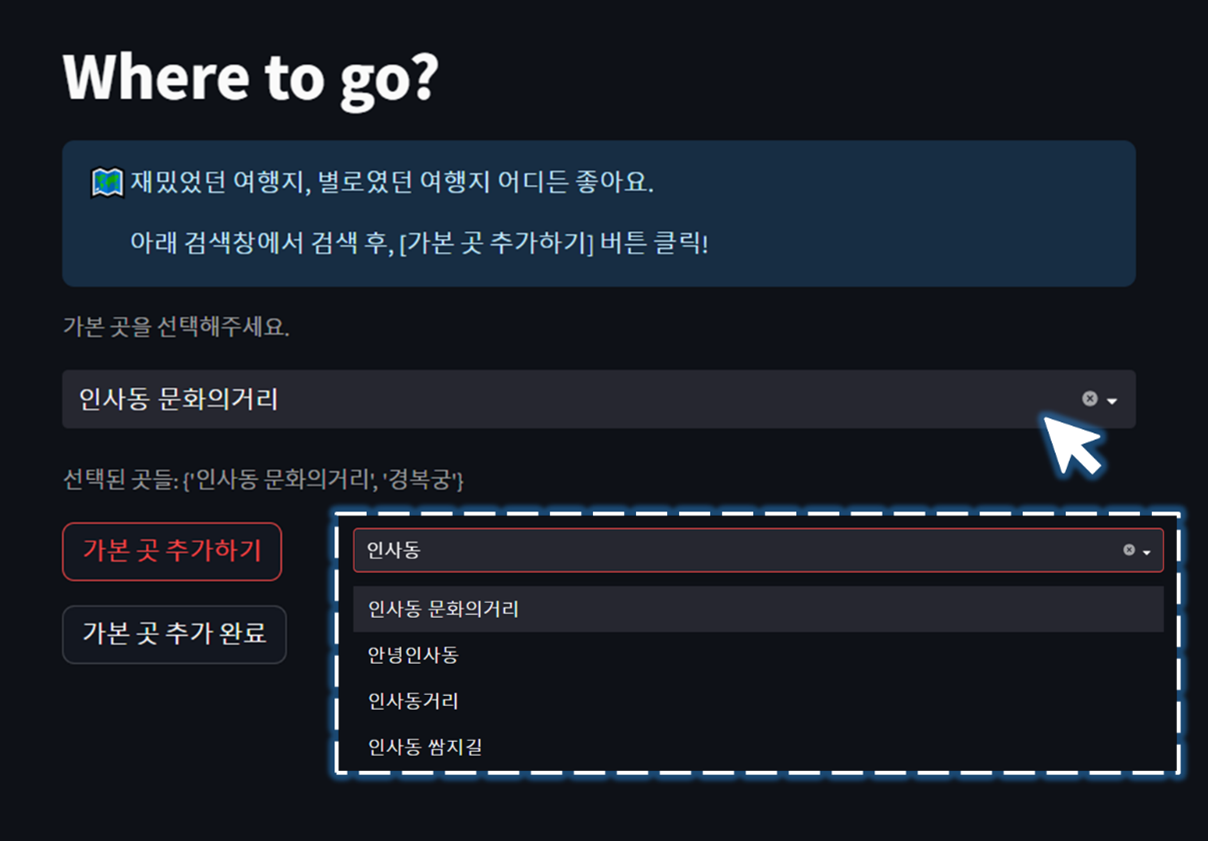 Where to go?
재밌었던 여행지, 별로였던 여행지 어디든 좋아요.
아래 검색창에서 검색 후, [가본 곳 추가하기] 버튼 클릭!
가본 곳을 선택해주세요.
인사동 문화의거리
선택된 곳들: {'인사동 문화의거리', '경복궁'}
가본 곳 추가하기
가본 곳 추가 완료
인사동
인사동 문화의거리
안녕인사동
인사동거리
인사동 쌈지길